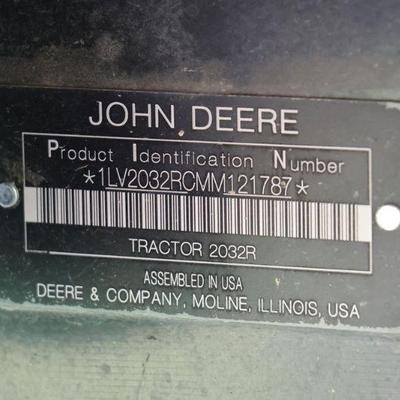 JOHN DEERE
Product Identification Number
*1LV2032RCMM121787*
TRACTOR 2032R
ASSEMBLED IN USA
DEERE & COMPANY, MOLINE, ILLINOIS, USA